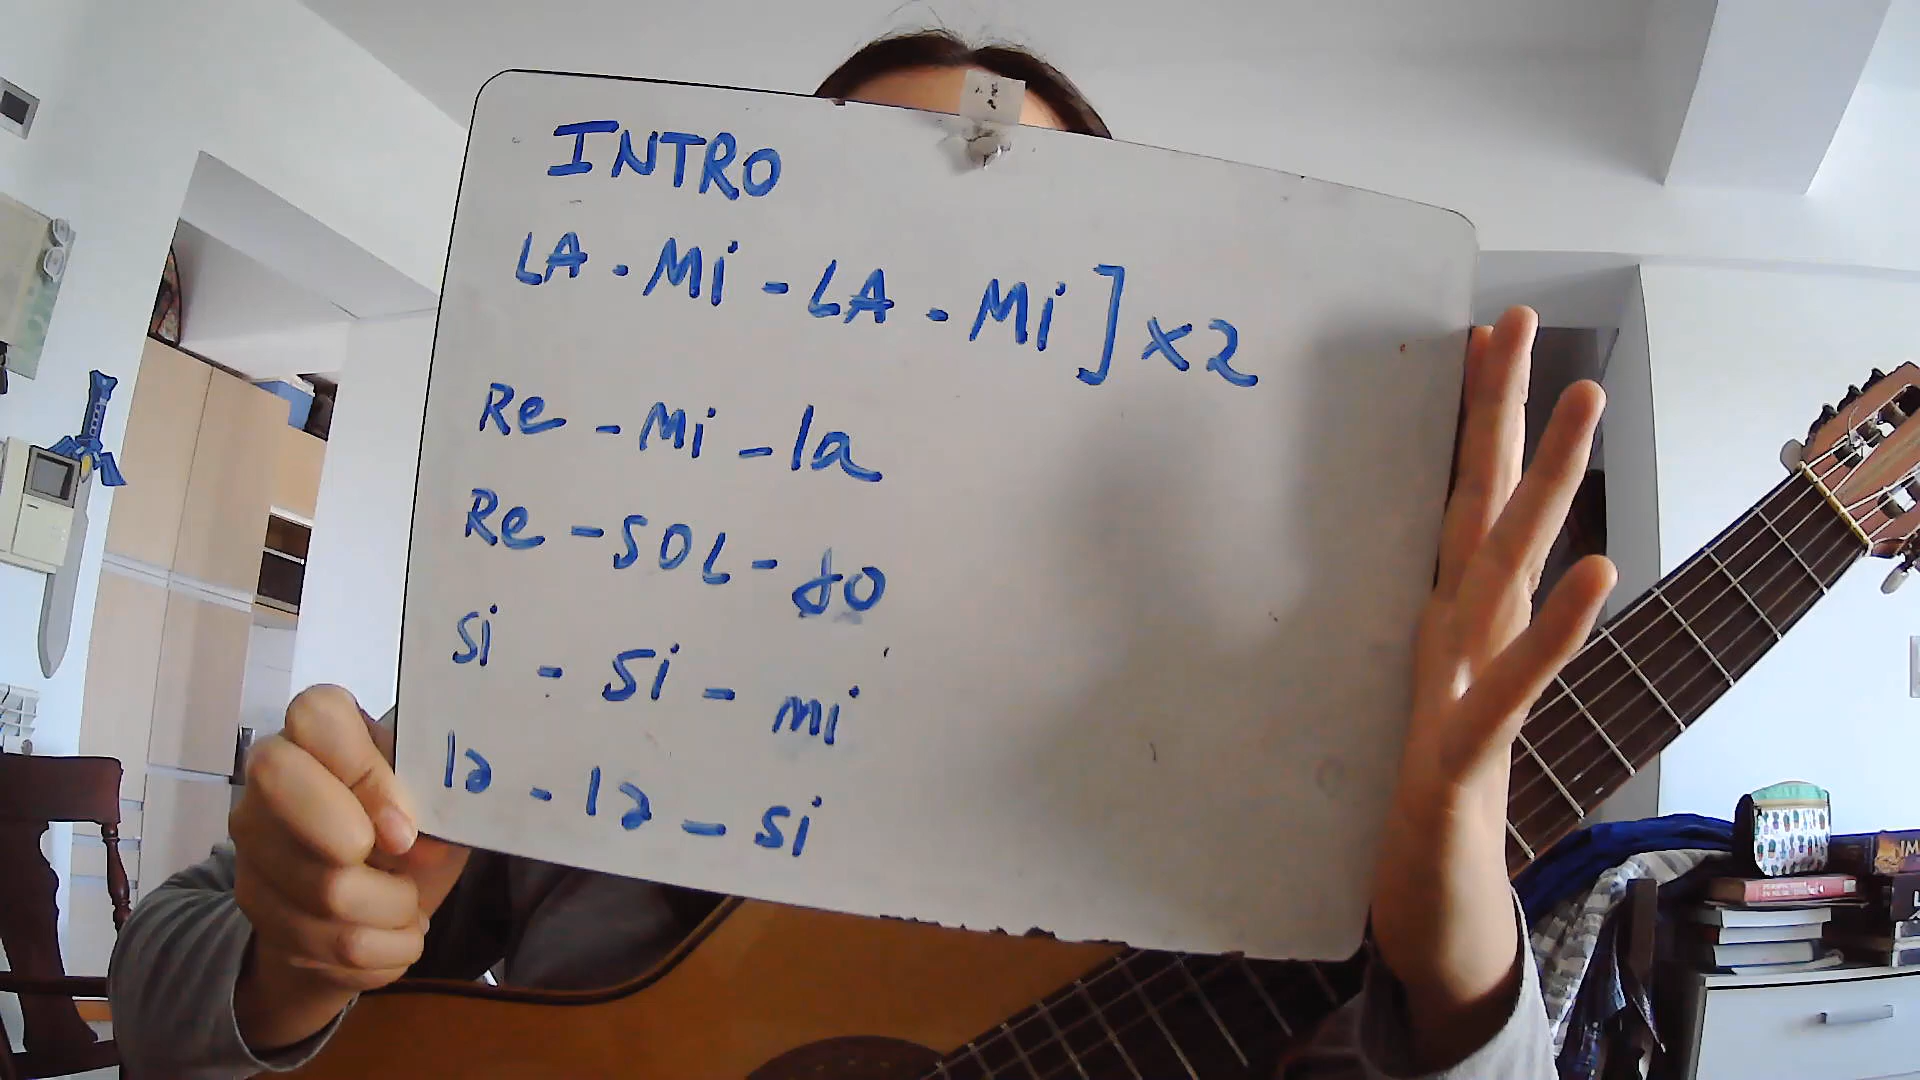 INTRO
LA - Mi - LA - Mi ] x2
Re - Mi - la
Re - SOL - do
Si - Si - mi
la - la - si